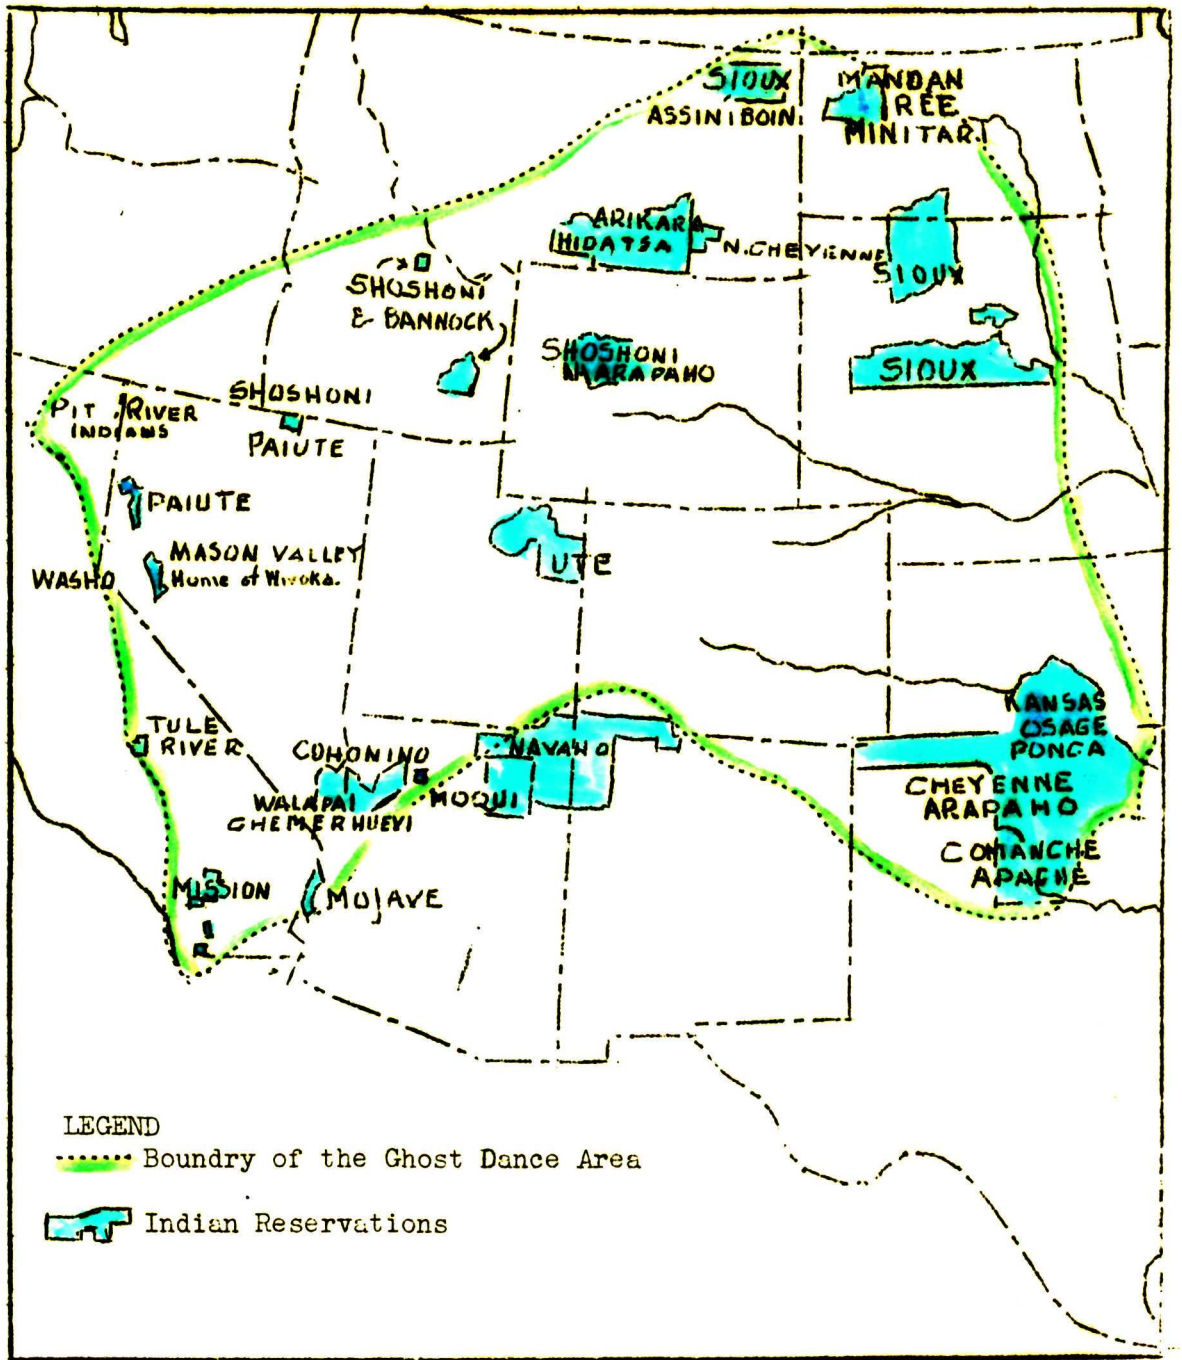 SIOUX
ASSINIBOIN
MANDAN
REE
MINITARI
ARIKARA
HIDATSA
N. CHEYENNE
SIOUX
SHOSHONI
& BANNOCK
SHOSHONI
ARAPAHO
SIOUX
PIT RIVER
INDIANS
SHOSHONI
PAIUTE
PAIUTE
MASON VALLEY
Home of Wivoka.
WASHO
UTE
TULE
RIVER
COHONINO
WALAPAI
CHEMERHUEVI
NAVAHO
MOQUI
KANSAS
OSAGE
PONCA
CHEYENNE
ARAPAHO
COMANCHE
APACHE
MISSION
MOJAVE
LEGEND
Boundry of the Ghost Dance Area
Indian Reservations